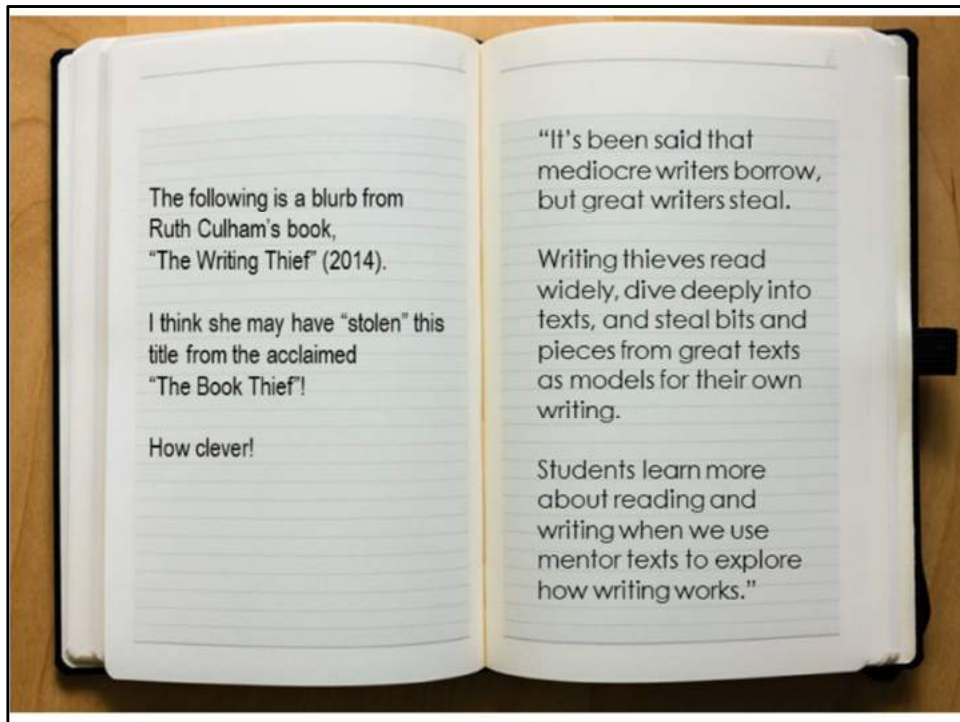 The following is a blurb from
Ruth Culham's book,
"The Writing Thief" (2014).
I think she may have "stolen" this
title from the acclaimed
"The Book Thief"!
How clever!
“It’s been said that
mediocre writers borrow,
but great writers steal.
Writing thieves read
widely, dive deeply into
texts, and steal bits and
pieces from great texts
as models for their own
writing.
Students learn more
about reading and
writing when we use
mentor texts to explore
how writing works.”